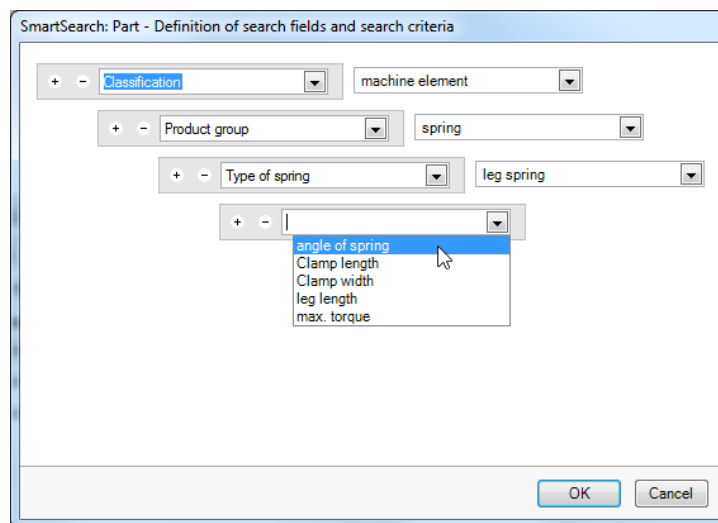 SmartSearch: Part - Definition of search fields and search criteria
+ - Classification machine element
+ - Product group spring
+ - Type of spring leg spring
+ -
angle of spring
Clamp length
Clamp width
leg length
max. torque
OK Cancel